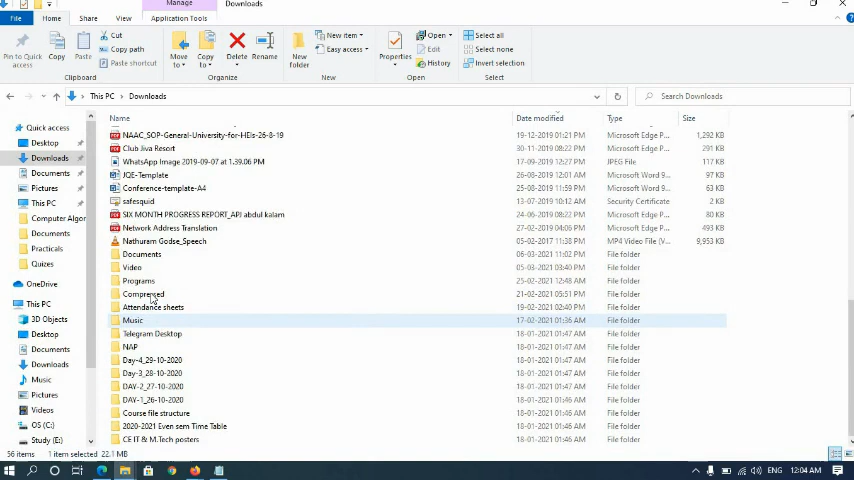 Manage
Downloads
File
Home
Share
View
Application Tools
Pin to Quick access
Copy
Paste
Cut
Copy path
Paste shortcut
Clipboard
Move to
Copy to
Delete
Rename
Organize
New folder
New item
Easy access
New
Properties
Open
Edit
History
Open
Select all
Select none
Invert selection
Select
This PC > Downloads
Search Downloads
Name Date modified Type Size
NAAC_SOP-General-University-for-HEIs-26-8-19 19-12-2019 01:21 PM Microsoft Edge P... 1,292 KB
Club Jiva Resort 30-11-2019 08:22 PM Microsoft Edge P... 291 KB
WhatsApp Image 2019-09-07 at 1.39.06 PM 17-09-2019 12:27 PM JPEG File 117 KB
JQE-Template 26-08-2019 12:01 AM Microsoft Word 9... 97 KB
Conference-template-A4 25-08-2019 11:59 PM Microsoft Word 9... 63 KB
safesquid 13-07-2019 10:12 AM Security Certificate 2 KB
SIX MONTH PROGRESS REPORT_APJ abdul kalam 24-06-2019 08:22 PM Microsoft Edge P... 80 KB
Network Address Translation 27-02-2019 04:06 PM Microsoft Edge P... 493 KB
Nathuram Godse_Speech 05-02-2017 11:38 PM MP4 Video File (V... 9,953 KB
Documents 06-03-2021 11:02 PM File folder
Video 05-03-2021 03:40 PM File folder
Programs 25-02-2021 12:48 AM File folder
Compressed 21-02-2021 05:51 PM File folder
Attendance sheets 19-02-2021 02:40 PM File folder
Music 17-02-2021 01:36 AM File folder
Telegram Desktop 18-01-2021 01:47 AM File folder
NAP 18-01-2021 01:47 AM File folder
Day-4_29-10-2020 18-01-2021 01:47 AM File folder
Day-3_28-10-2020 18-01-2021 01:47 AM File folder
DAY-2_27-10-2020 18-01-2021 01:46 AM File folder
DAY-1_26-10-2020 18-01-2021 01:46 AM File folder
Course file structure 18-01-2021 01:46 AM File folder
2020-2021 Even sem Time Table 18-01-2021 01:46 AM File folder
CE IT & M.Tech posters 18-01-2021 01:46 AM File folder
Quick access
Desktop
Downloads
Documents
Pictures
This PC
Computer Algor
Documents
Practicals
Quizes
OneDrive
This PC
3D Objects
Desktop
Documents
Downloads
Music
Pictures
Videos
OS (C:)
Study (E:)
56 items 1 item selected 22.1 MB
ENG 12:04 AM